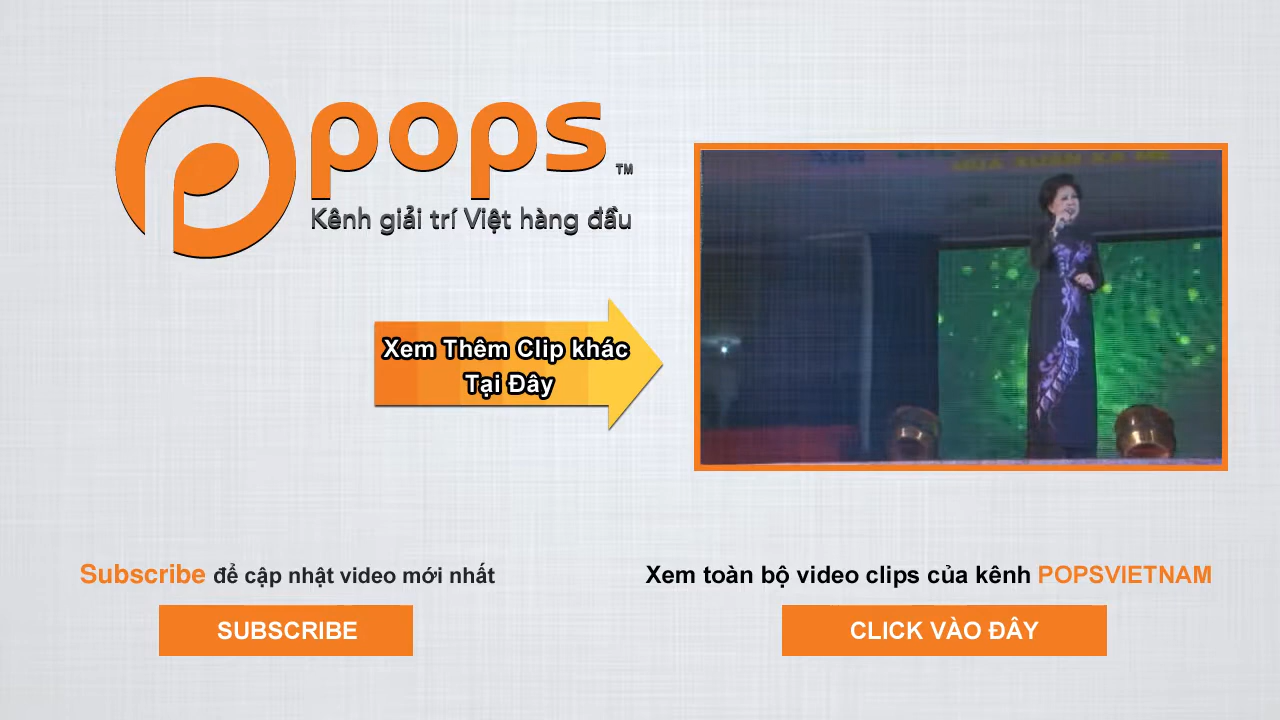 pops
TM
Kênh giải trí Việt hàng đầu
Xem Thêm Clip khác
Tại Đây
Subscribe để cập nhật video mới nhất
SUBSCRIBE
Xem toàn bộ video clips của kênh POPSVIETNAM
CLICK VÀO ĐÂY